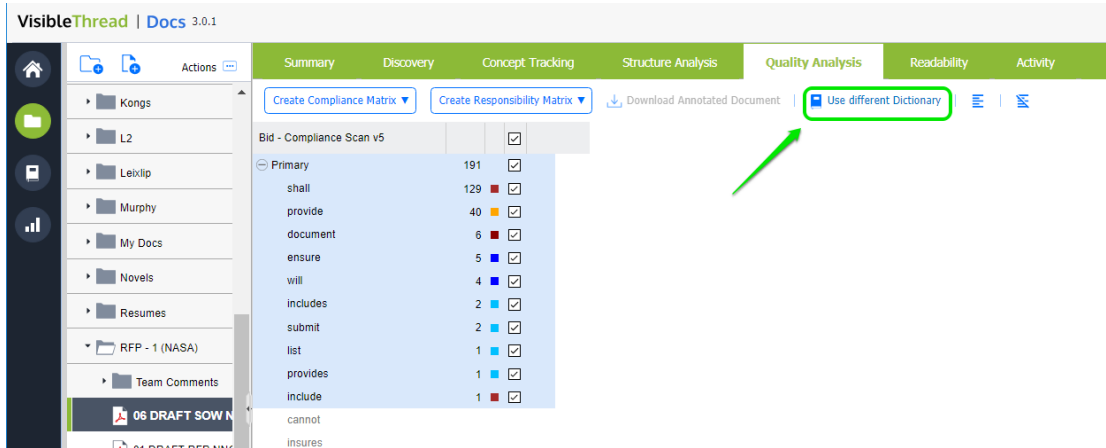 VisibleThread | Docs 3.0.1
Actions
Summary Discovery Concept Tracking Structure Analysis Quality Analysis Readability Activity
Create Compliance Matrix ▼ Create Responsibility Matrix ▼ Download Annotated Document Use different Dictionary
Kongs
L2
Leixlip
Murphy
My Docs
Novels
Resumes
RFP - 1 (NASA)
Team Comments
06 DRAFT SOW N
Bid - Compliance Scan v5
Primary 191
shall 129
provide 40
document 6
ensure 5
will 4
includes 2
submit 2
list 1
provides 1
include 1
cannot
insures